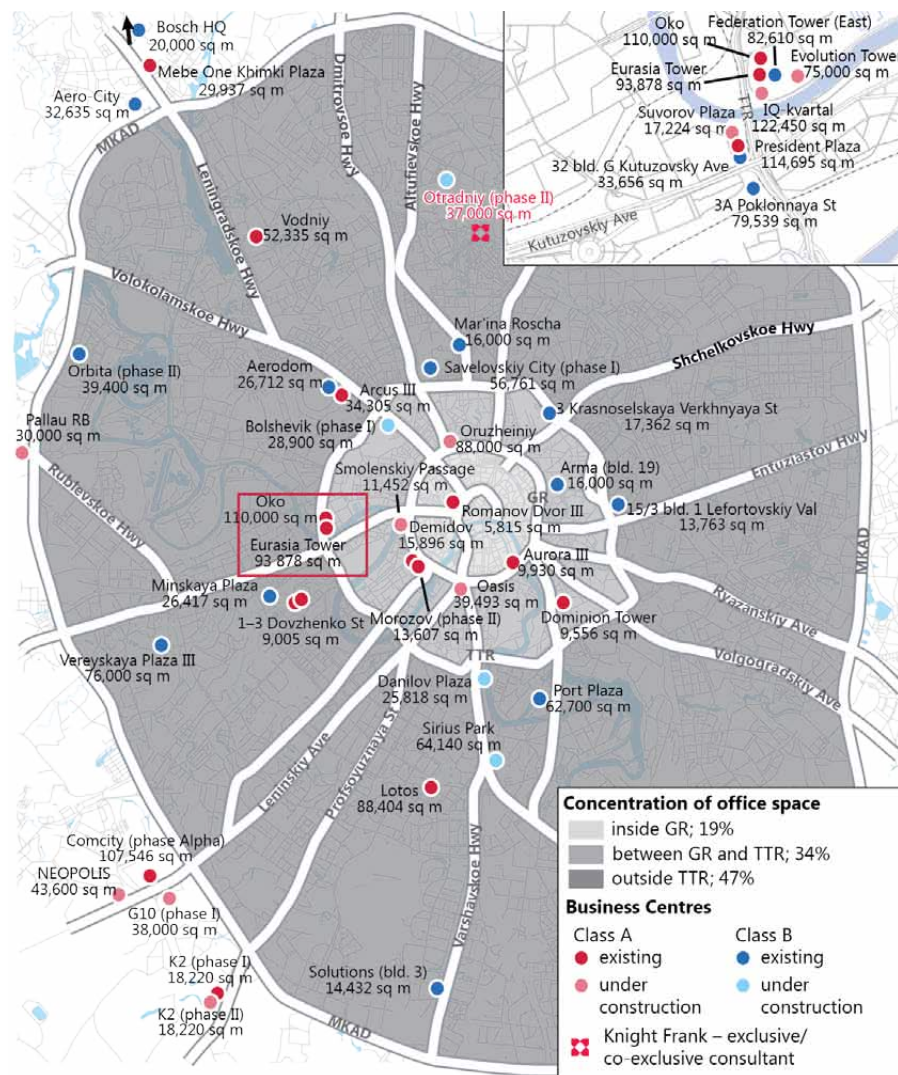 Bosch HQ
20,000 sq m
Mebe One Khimki Plaza
29,937 sq m
Aero-City
32,635 sq m
MKAD
Dmitrovsoe Hwy
Altufievskoe Hwy
Leningradskoe Hwy
Otradniy (phase II)
37,000 sq m
Vodniy
52,335 sq m
Volokolamskoe Hwy
Oko
110,000 sq m
Federation Tower (East)
82,610 sq m
Eurasia Tower
93,878 sq m
Evolution Tower
75,000 sq m
TTR
Suvorov Plaza
17,224 sq m
IQ-kvartal
122,450 sq m
President Plaza
114,695 sq m
32 bld. G Kutuzovsky Ave
33,656 sq m
3A Poklonnaya St
79,539 sq m
Kutuzovskiy Ave
Mar'ina Roscha
16,000 sq m
Shchelkovskoe Hwy
Orbita (phase II)
39,400 sq m
Savelovskiy City (phase I)
56,761 sq m
Aerodom
26,712 sq m
Arcus III
34,305 sq m
3 Krasnoselskaya Verkhnyaya St
17,362 sq m
Pallau RB
30,000 sq m
Bolshevik (phase I)
28,900 sq m
Oruzheiniy
88,000 sq m
Entuziastov Hwy
Rublevskoe Hwy
Smolenskiy Passage
11,452 sq m
Arma (bld. 19)
16,000 sq m
GR
Oko
110,000 sq m
Romanov Dvor III
5,815 sq m
15/3 bld. 1 Lefortovskiy Val
13,763 sq m
Demidov
15,896 sq m
Eurasia Tower
93 878 sq m
MKAD
Aurora III
9,930 sq m
Minskaya Plaza
26,417 sq m
Oasis
39,493 sq m
Ryazanskiy Ave
1–3 Dovzhenko St
9,005 sq m
Morozov (phase II)
13,607 sq m
Dominion Tower
9,556 sq m
Vereyskaya Plaza III
76,000 sq m
TTR
Volgogradskiy Ave
Danilov Plaza
25,818 sq m
Port Plaza
62,700 sq m
Sirius Park
64,140 sq m
Leninskiy Ave
Profsoyuznaya St
Lotos
88,404 sq m
Varshavskoe Hwy
Comcity (phase Alpha)
107,546 sq m
NEOPOLIS
43,600 sq m
G10 (phase I)
38,000 sq m
K2 (phase I)
18,220 sq m
K2 (phase II)
18,220 sq m
Solutions (bld. 3)
14,432 sq m
MKAD
Concentration of office space
inside GR; 19%
between GR and TTR; 34%
outside TTR; 47%
Business Centres
Class A
existing
under
construction
Class B
existing
under
construction
Knight Frank – exclusive/
co-exclusive consultant